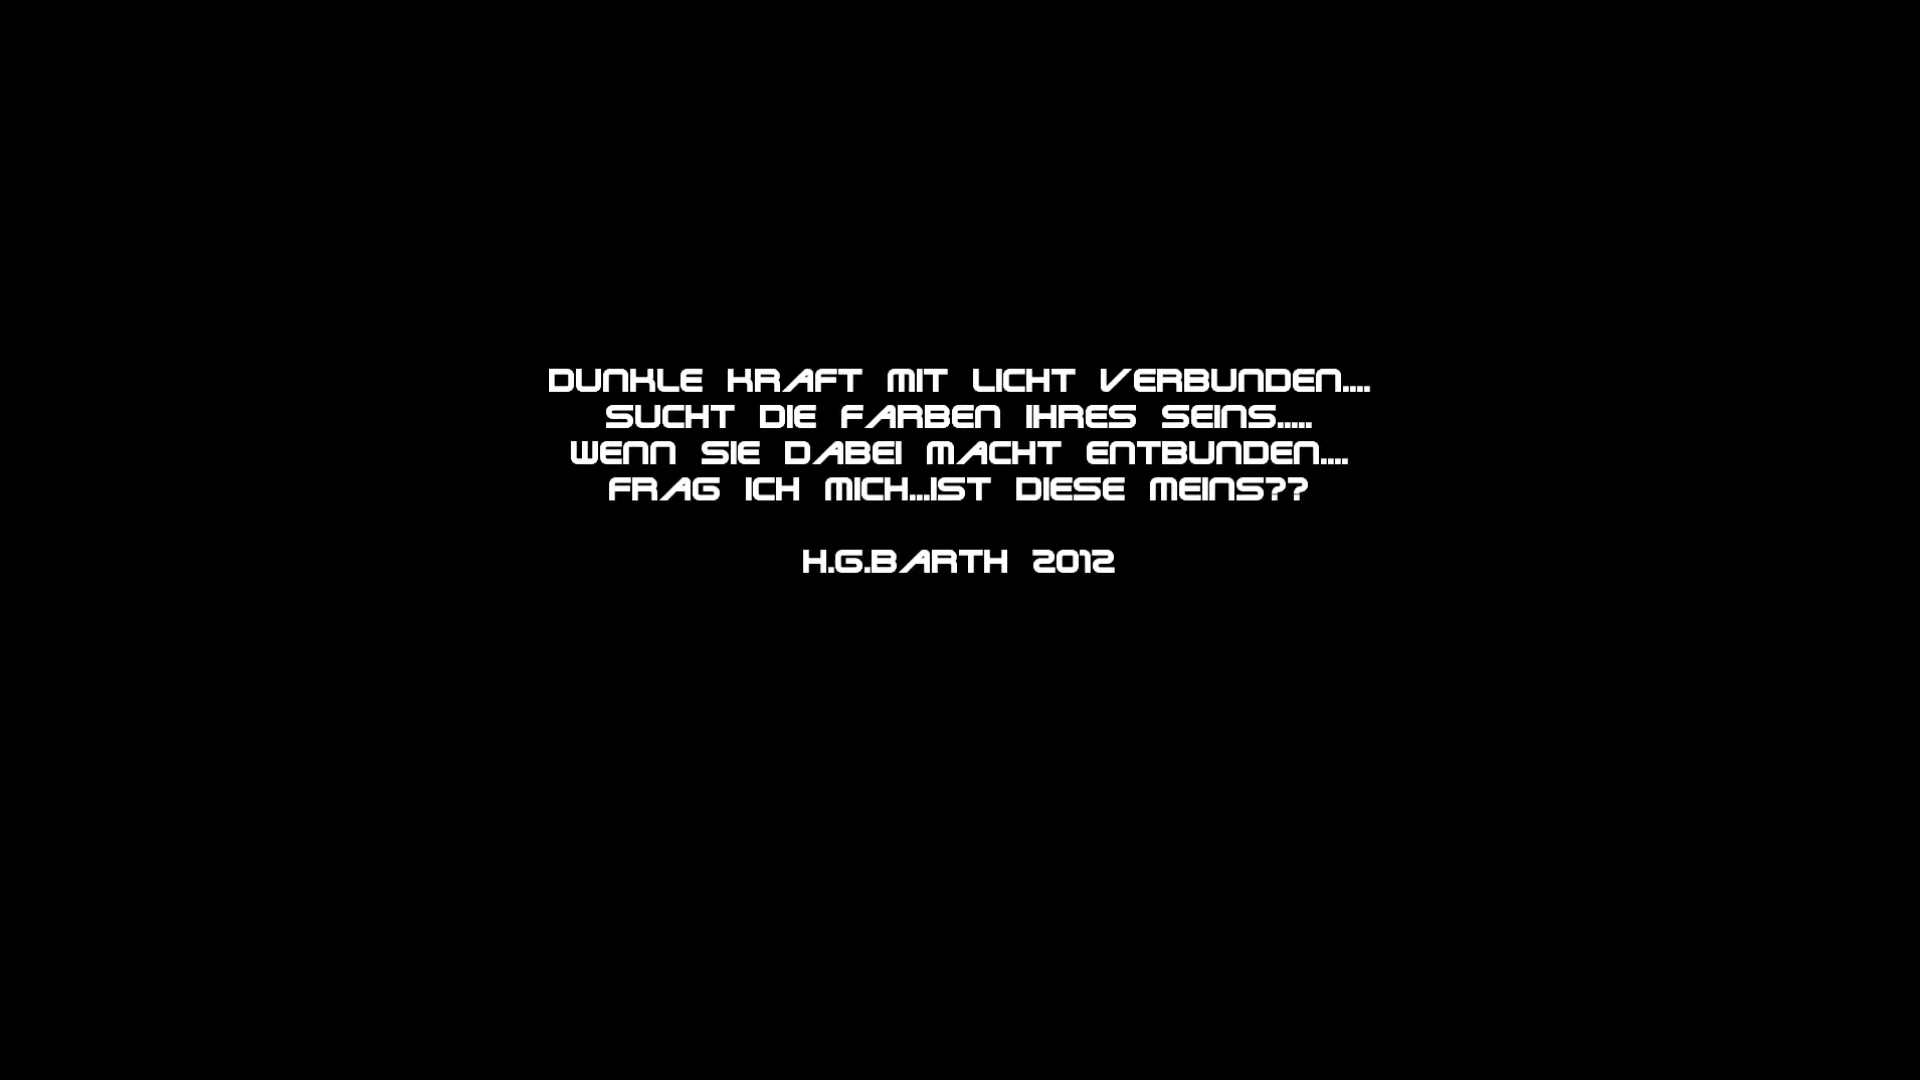 DUNKLE KRAFT MIT LICHT VERBUNDEN....
SUCHT DIE FARBEN IHRES SEINS.....
WENN SIE DABEI MACHT ENTBUNDEN....
FRAG ICH MICH...IST DIESE MEINS??
H.G.BARTH 2012